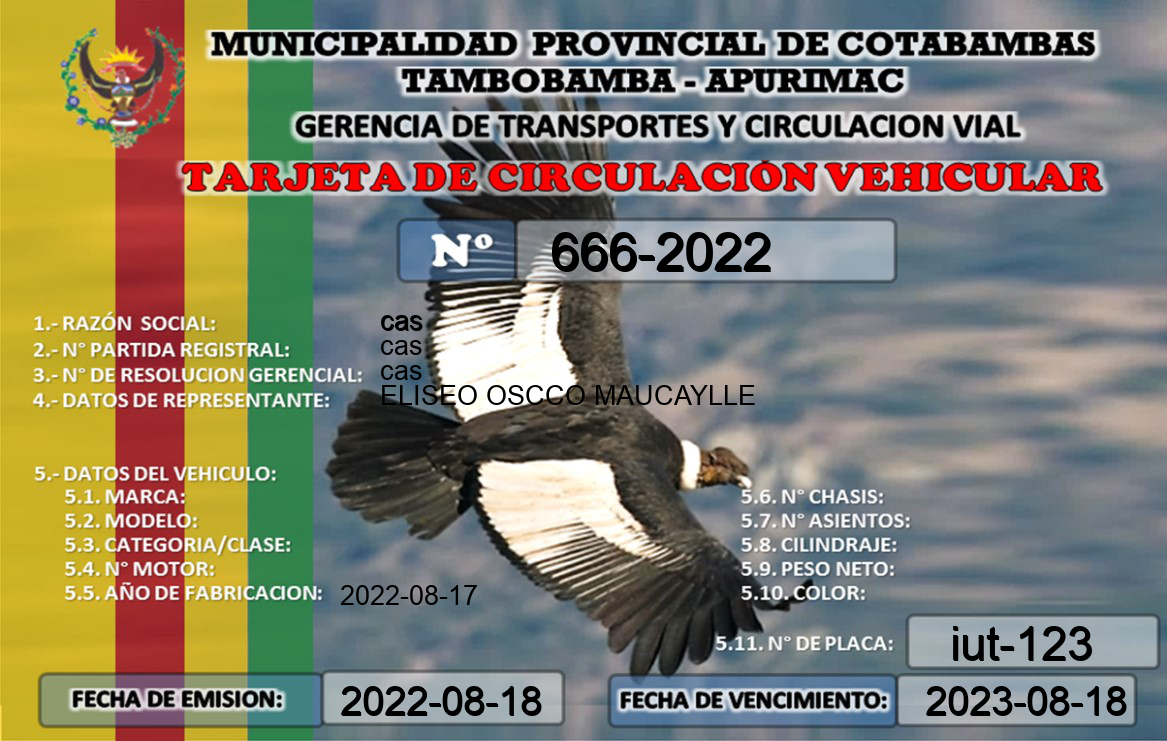 MUNICIPALIDAD PROVINCIAL DE COTABAMBAS
TAMBOBAMBA - APURIMAC
GERENCIA DE TRANSPORTES Y CIRCULACION VIAL
TARJETA DE CIRCULACIÓN VEHICULAR
Nº 666-2022
1.- RAZÓN SOCIAL: cas
2.- N° PARTIDA REGISTRAL: cas
3.- N° DE RESOLUCION GERENCIAL: cas
4.- DATOS DE REPRESENTANTE: ELISEO OSCCO MAUCAYLLE
5.- DATOS DEL VEHICULO:
5.1. MARCA:
5.2. MODELO:
5.3. CATEGORIA/CLASE:
5.4. N° MOTOR:
5.5. AÑO DE FABRICACION: 2022-08-17
5.6. N° CHASIS:
5.7. N° ASIENTOS:
5.8. CILINDRAJE:
5.9. PESO NETO:
5.10. COLOR:
5.11. N° DE PLACA: iut-123
FECHA DE EMISION: 2022-08-18
FECHA DE VENCIMIENTO: 2023-08-18